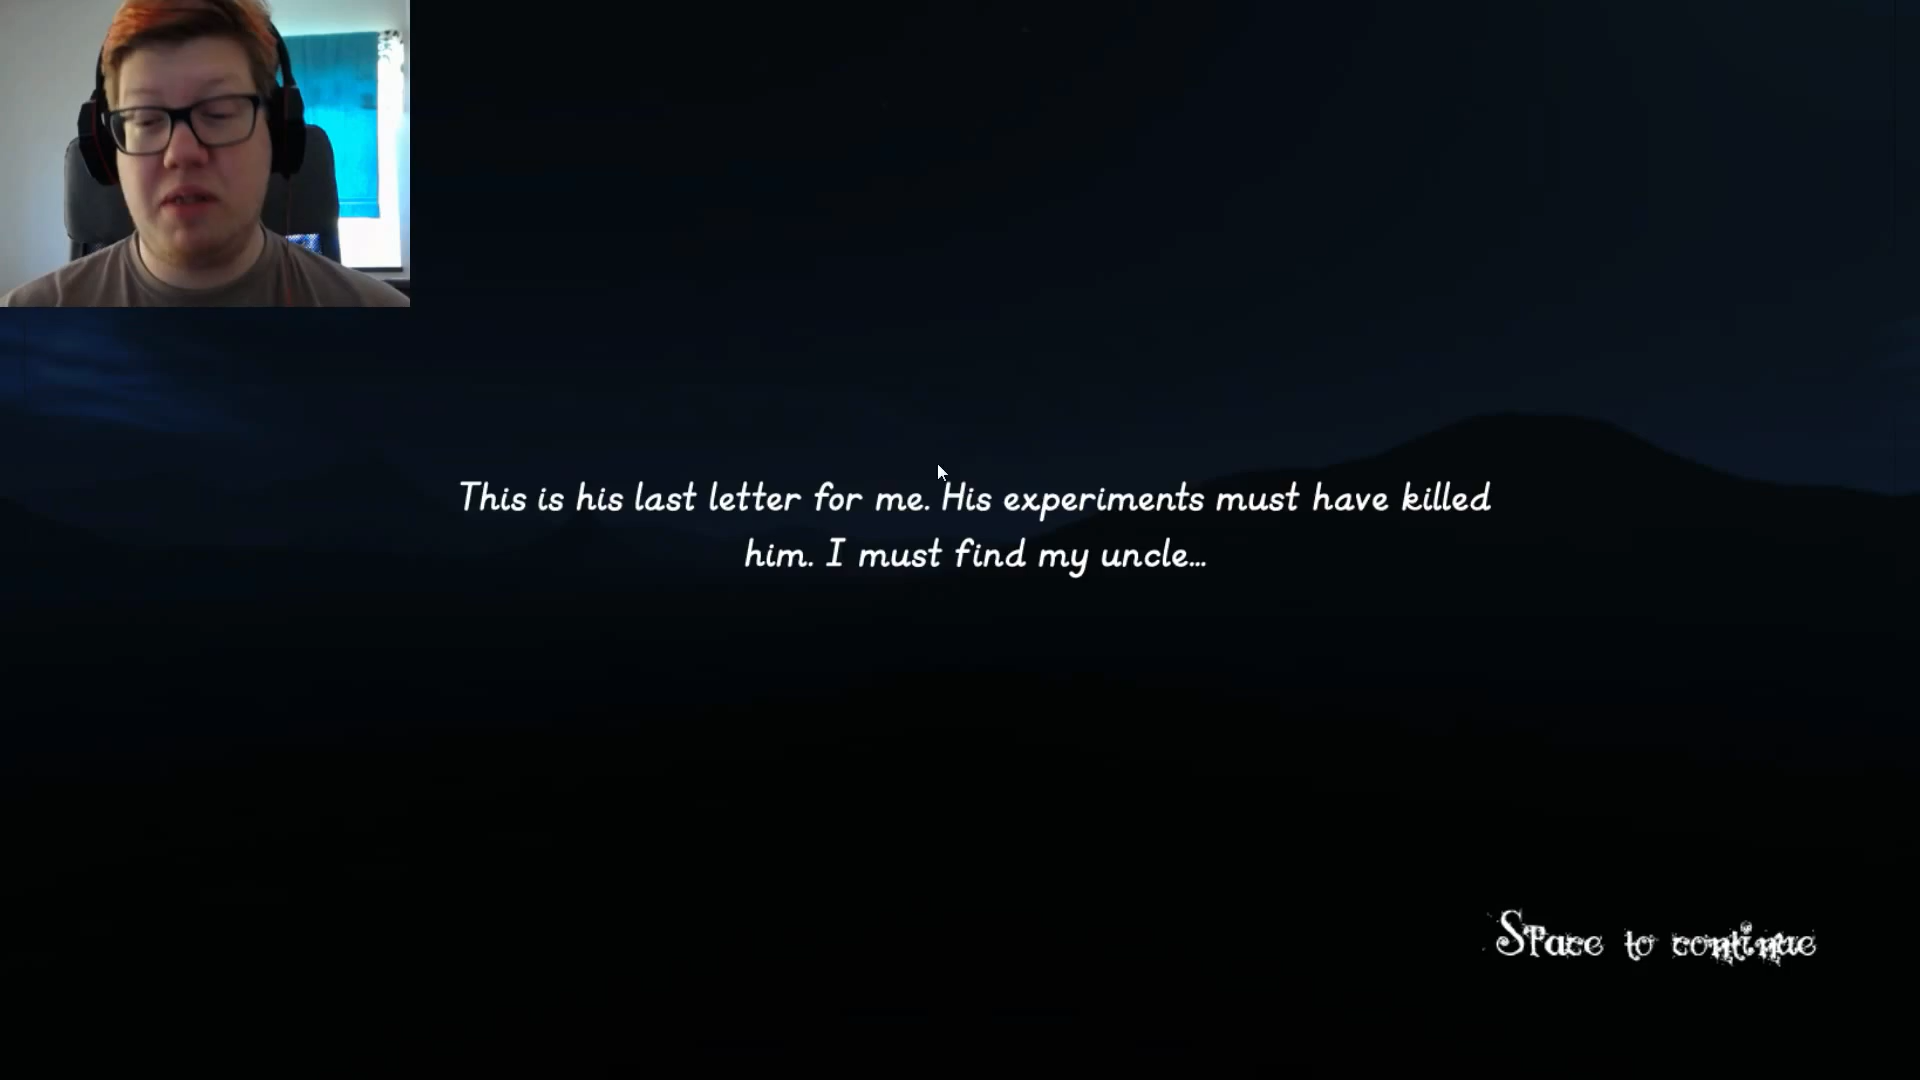 This is his last letter for me. His experiments must have killed
him. I must find my uncle...
Space to continue